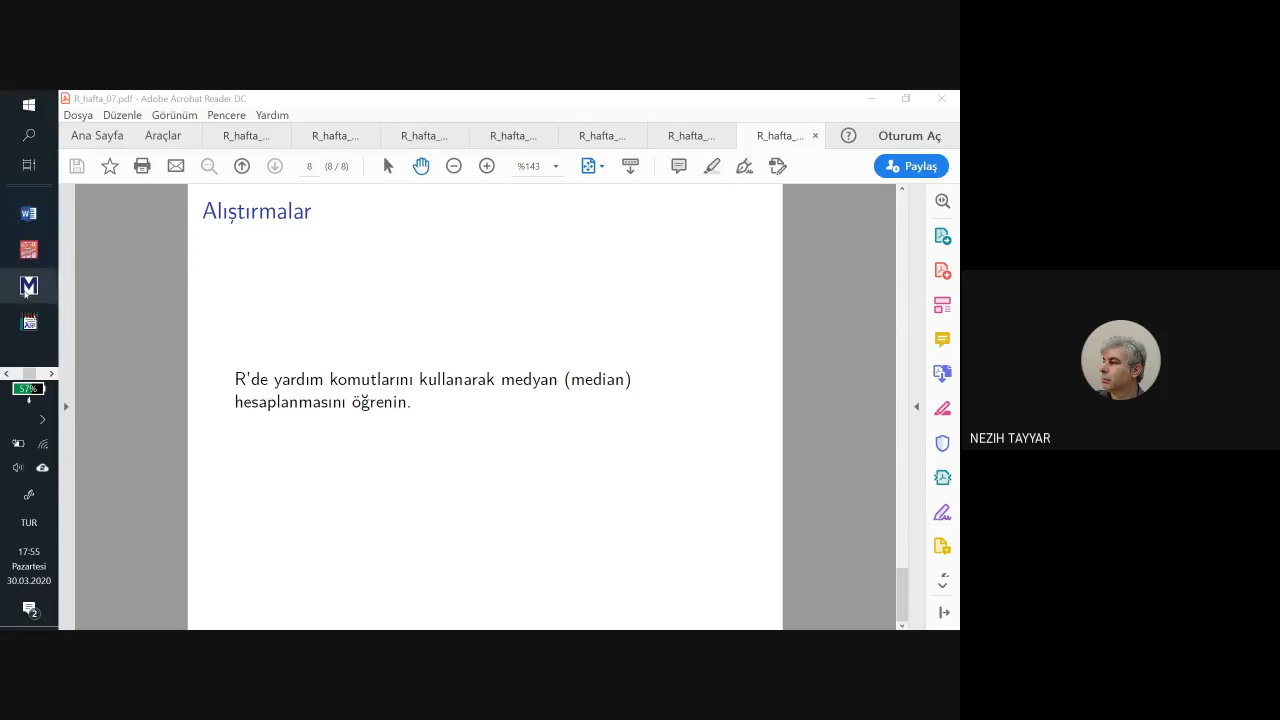 R_hafta_07.pdf - Adobe Acrobat Reader DC
Dosya Düzenle Görünüm Pencere Yardım
Ana Sayfa Araçlar R_hafta_... R_hafta_... R_hafta_... R_hafta_... R_hafta_... R_hafta_... R_hafta_... Oturum Aç
8 (8 / 8) %143 Paylaş
Alıştırmalar
R'de yardım komutlarını kullanarak medyan (median)
hesaplanmasını öğrenin.
57%
TUR
17:55
Pazartesi
30.03.2020
2
NEZIH TAYYAR